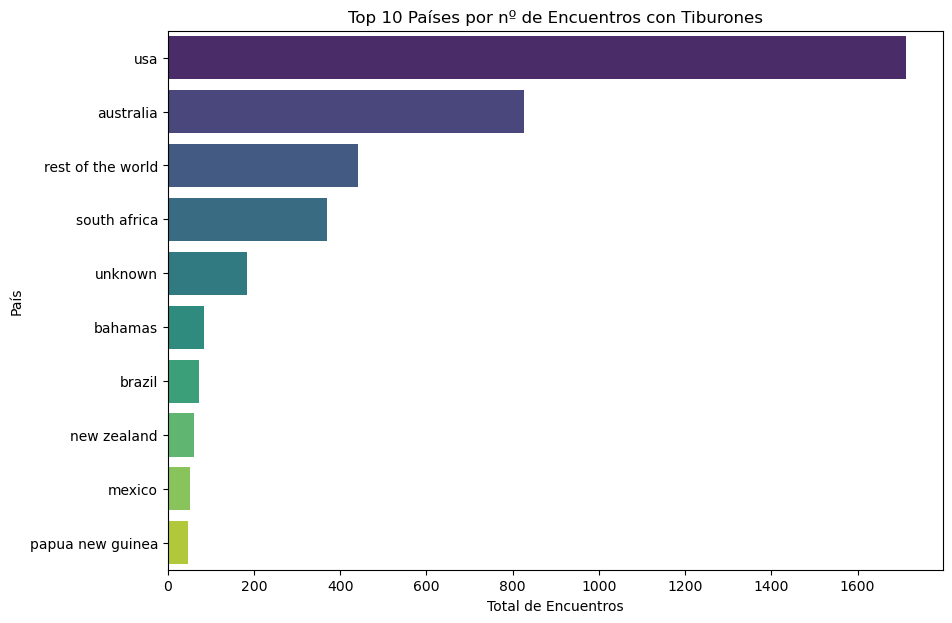 Top 10 Países por nº de Encuentros con Tiburones
usa
australia
rest of the world
south africa
unknown
bahamas
brazil
new zealand
mexico
papua new guinea
País
0 200 400 600 800 1000 1200 1400 1600
Total de Encuentros